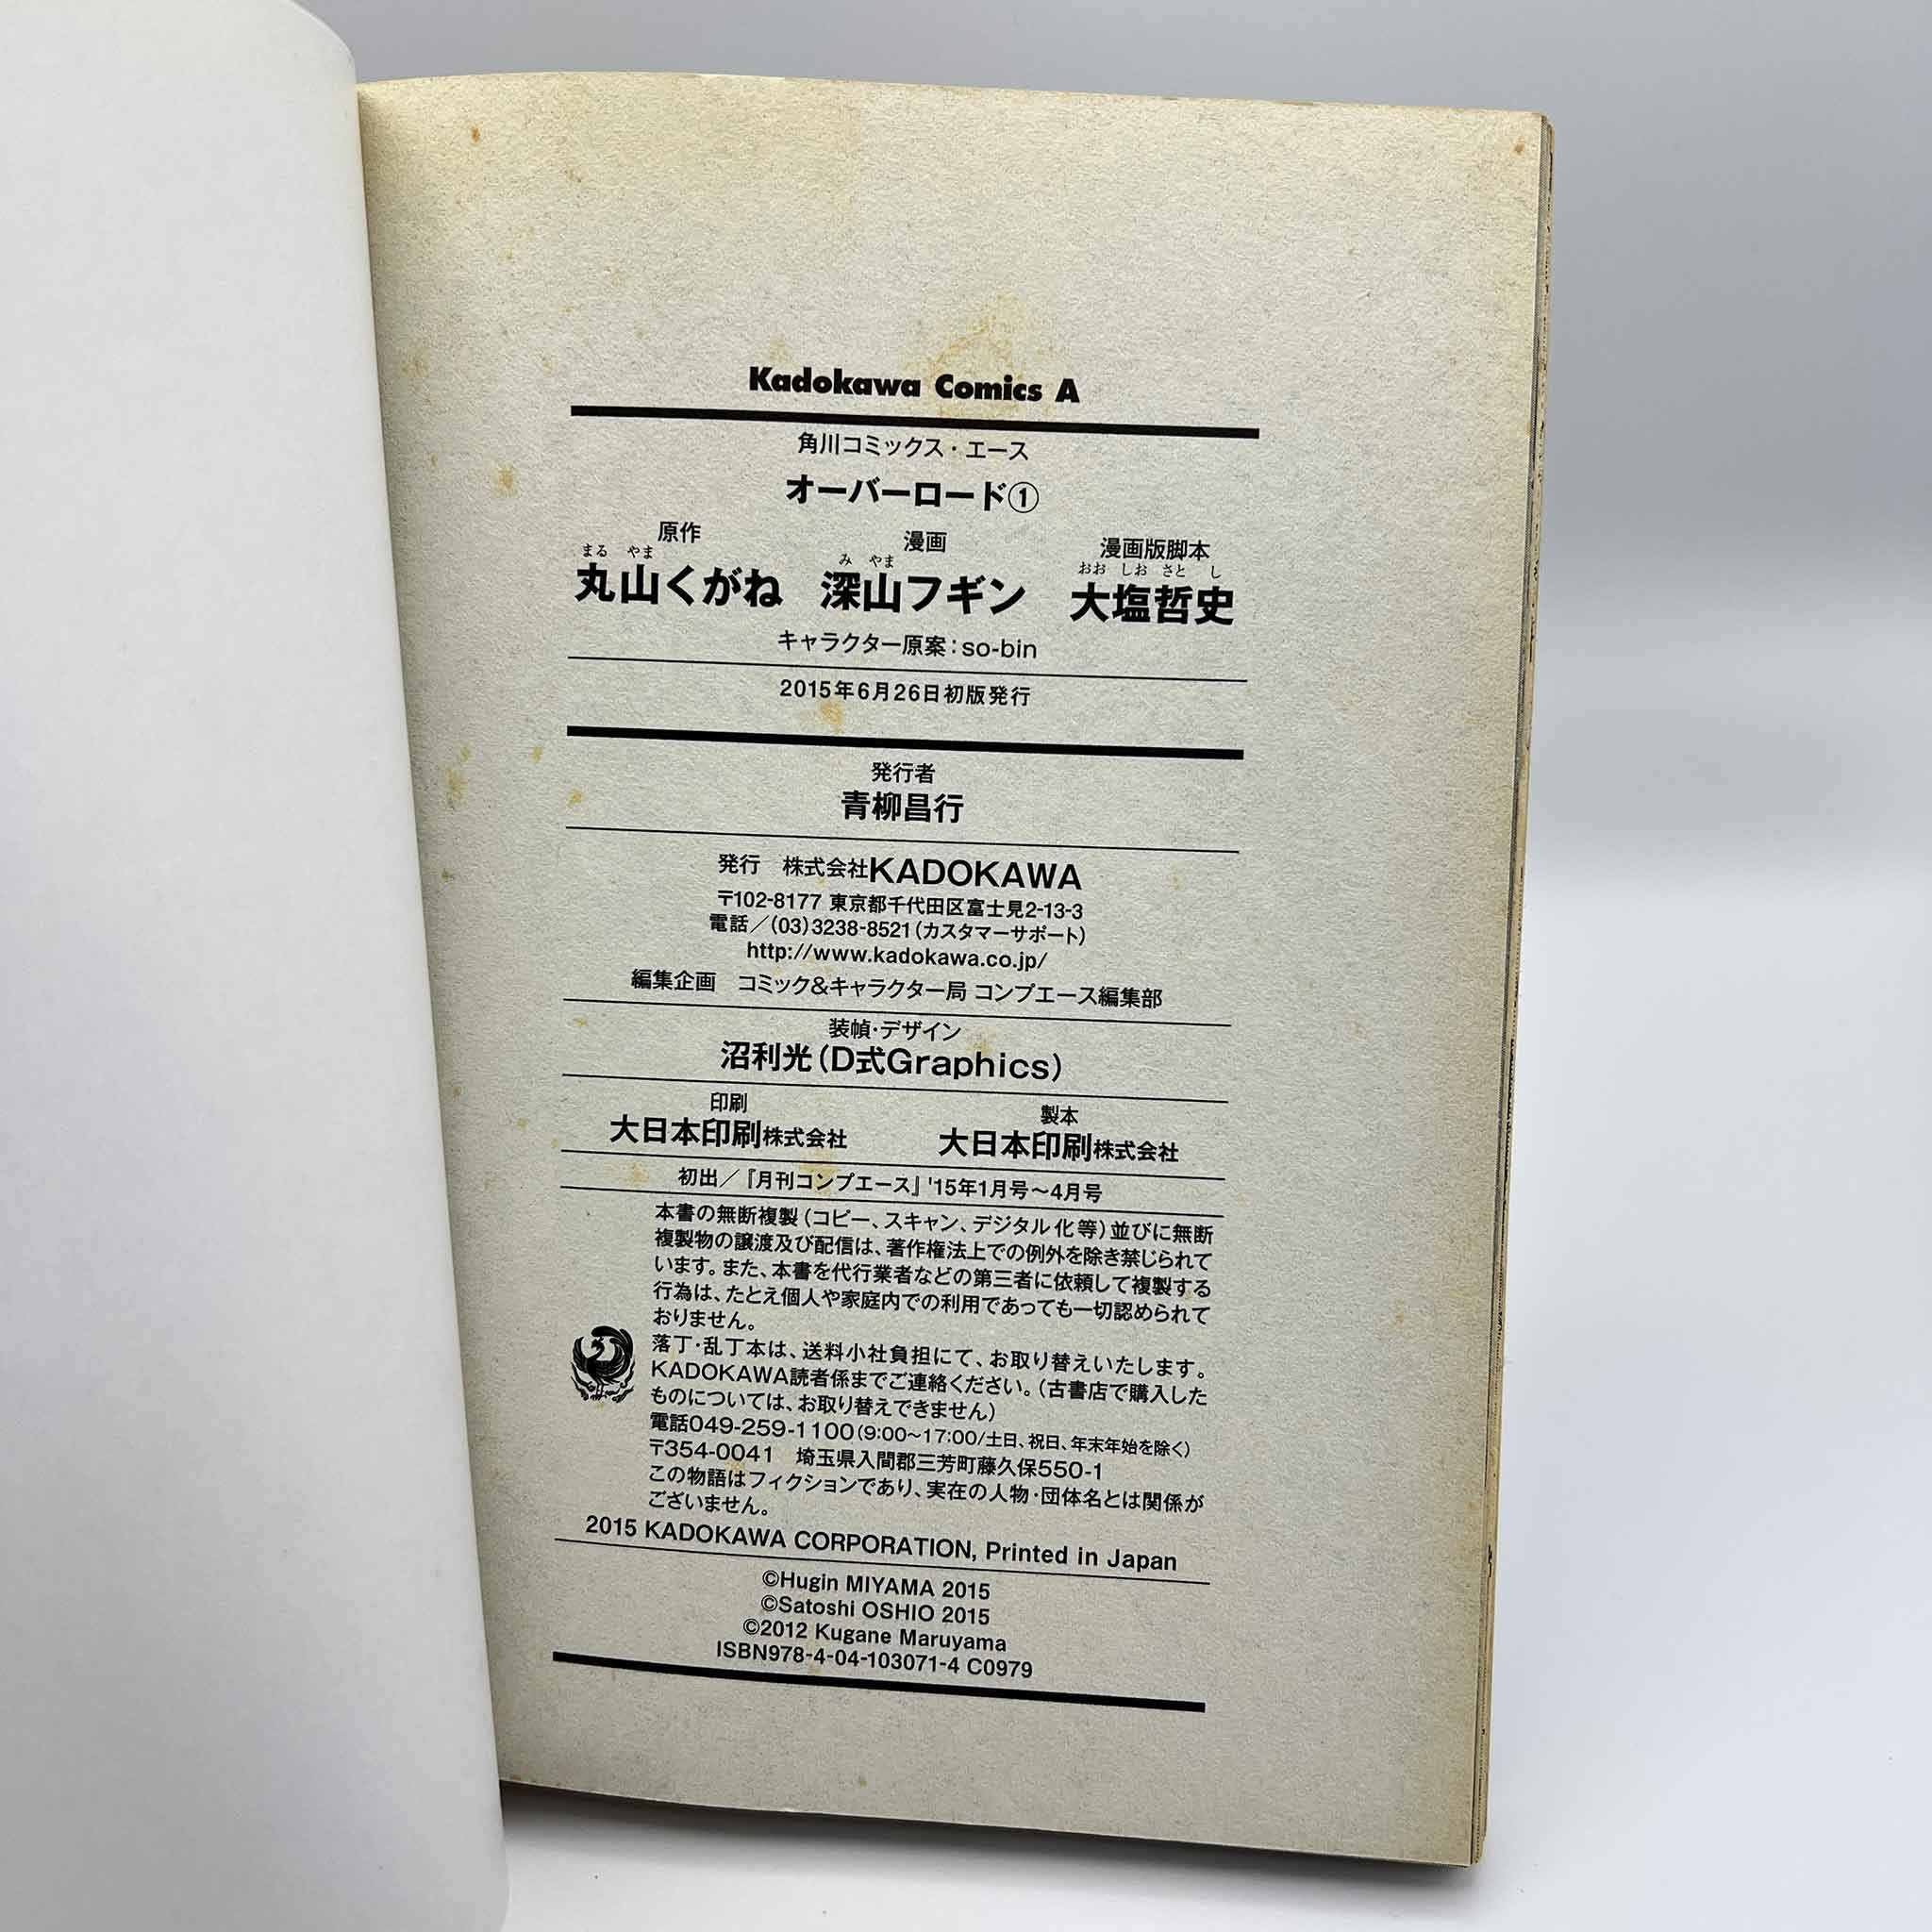 Kadokawa Comics A
角川コミックス・エース
オーバーロード①
原作 漫画 漫画版脚本
まる やま み やま おお しお さと し
丸山くがね 深山フギン 大塩哲史
キャラクター原案：so-bin
2015年6月26日初版発行
発行者
青柳昌行
発行 株式会社KADOKAWA
〒102-8177 東京都千代田区富士見2-13-3
電話／(03)3238-8521(カスタマーサポート)
http://www.kadokawa.co.jp/
編集企画 コミック&キャラクター局 コンプエース編集部
装幀・デザイン
沼利光(D式Graphics)
印刷 製本
大日本印刷株式会社 大日本印刷株式会社
初出／『月刊コンプエース』'15年1月号～4月号
本書の無断複製(コピー、スキャン、デジタル化等)並びに無断
複製物の譲渡及び配信は、著作権法上での例外を除き禁じられて
います。また、本書を代行業者などの第三者に依頼して複製する
行為は、たとえ個人や家庭内での利用であっても一切認められて
おりません。
落丁・乱丁本は、送料小社負担にて、お取り替えいたします。
KADOKAWA読者係までご連絡ください。(古書店で購入した
ものについては、お取り替えできません)
電話049-259-1100(9:00～17:00/土日、祝日、年末年始を除く)
〒354-0041 埼玉県入間郡三芳町藤久保550-1
この物語はフィクションであり、実在の人物・団体名とは関係が
ございません。
2015 KADOKAWA CORPORATION, Printed in Japan
©Hugin MIYAMA 2015
©Satoshi OSHIO 2015
©2012 Kugane Maruyama
ISBN978-4-04-103071-4 C0979